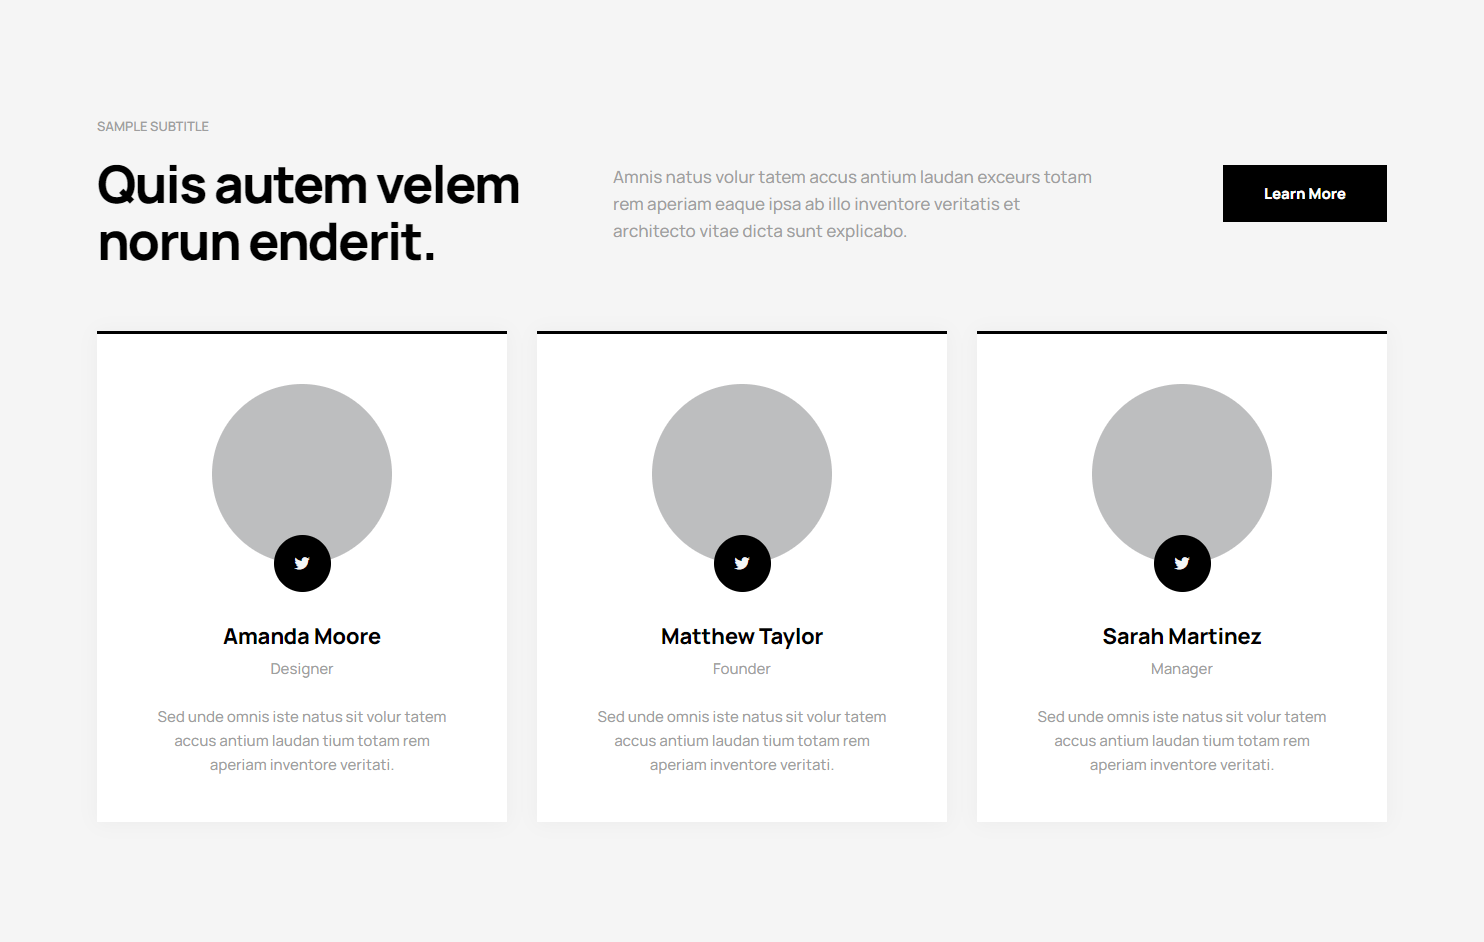 SAMPLE SUBTITLE
Quis autem velem
norun enderit.
Amnis natus volur tatem accus antium laudan exceurs totam
rem aperiam eaque ipsa ab illo inventore veritatis et
architecto vitae dicta sunt explicabo.
Learn More
Amanda Moore
Designer
Sed unde omnis iste natus sit volur tatem
accus antium laudan tium totam rem
aperiam inventore veritati.
Matthew Taylor
Founder
Sed unde omnis iste natus sit volur tatem
accus antium laudan tium totam rem
aperiam inventore veritati.
Sarah Martinez
Manager
Sed unde omnis iste natus sit volur tatem
accus antium laudan tium totam rem
aperiam inventore veritati.